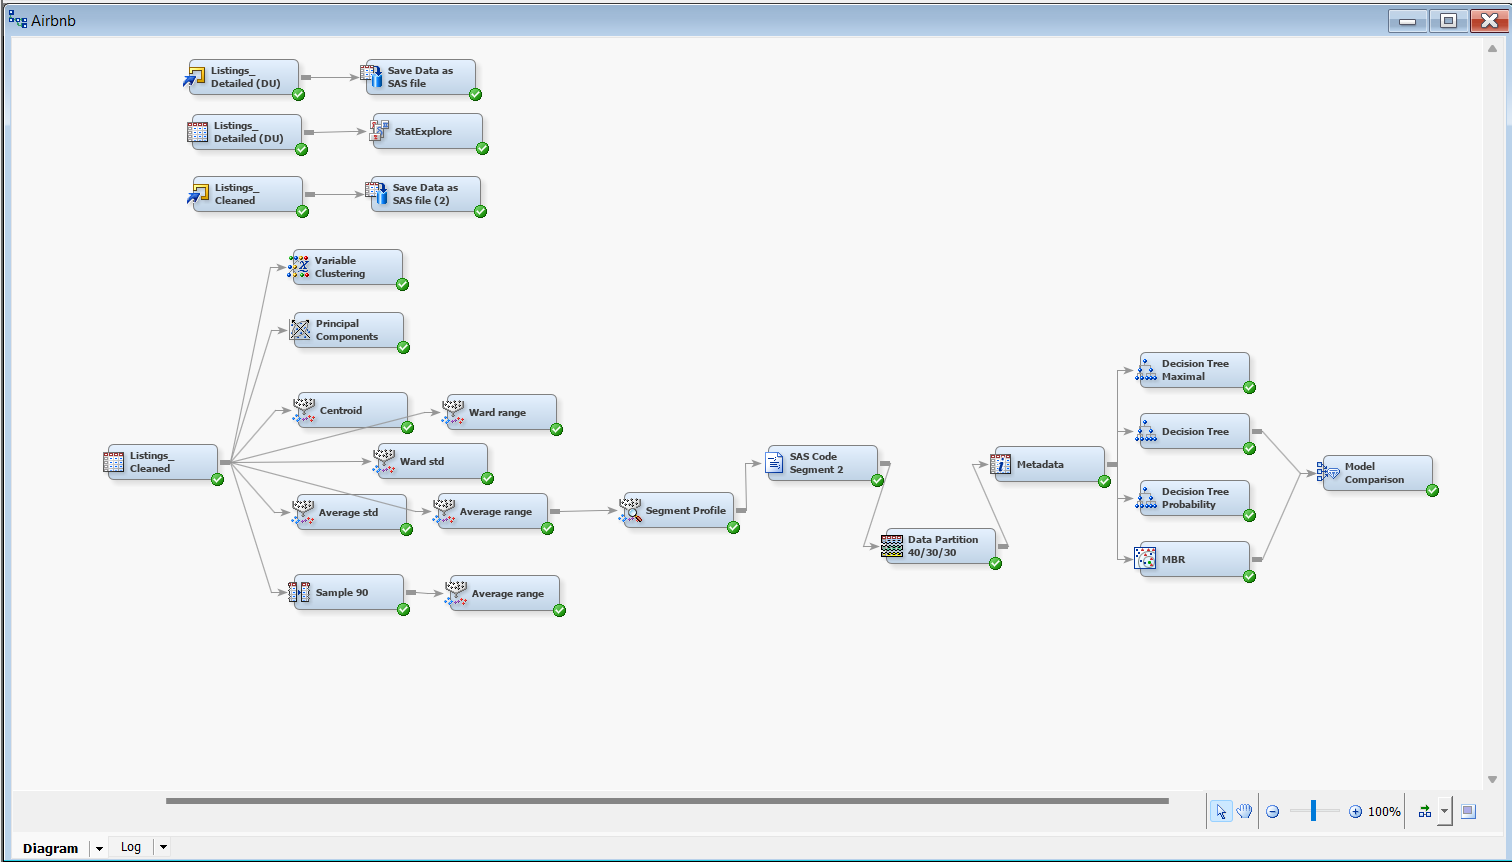 Airbnb
Listings_
Detailed (DU)
Save Data as
SAS file
Listings_
Detailed (DU)
StatExplore
Listings_
Cleaned
Save Data as
SAS file (2)
Variable
Clustering
Principal
Components
Centroid
Ward range
Listings_
Cleaned
Ward std
Average std
Average range
Segment Profile
Sample 90
Average range
SAS Code
Segment 2
Data Partition
40/30/30
Metadata
Decision Tree
Maximal
Decision Tree
Decision Tree
Probability
MBR
Model
Comparison
100%
Diagram
Log